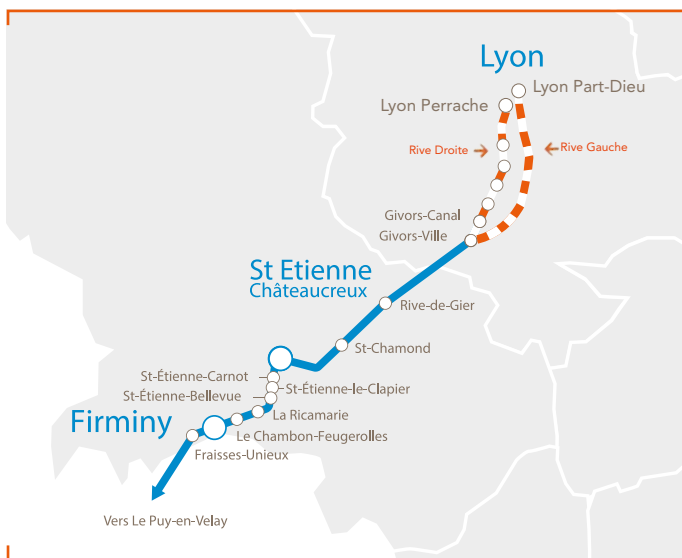 Lyon
Lyon Part-Dieu
Lyon Perrache
Rive Droite
Rive Gauche
Givors-Canal
Givors-Ville
St Etienne
Châteaucreux
Rive-de-Gier
St-Chamond
St-Étienne-Carnot
St-Étienne-le-Clapier
St-Étienne-Bellevue
La Ricamarie
Firminy
Le Chambon-Feugerolles
Fraisses-Unieux
Vers Le Puy-en-Velay